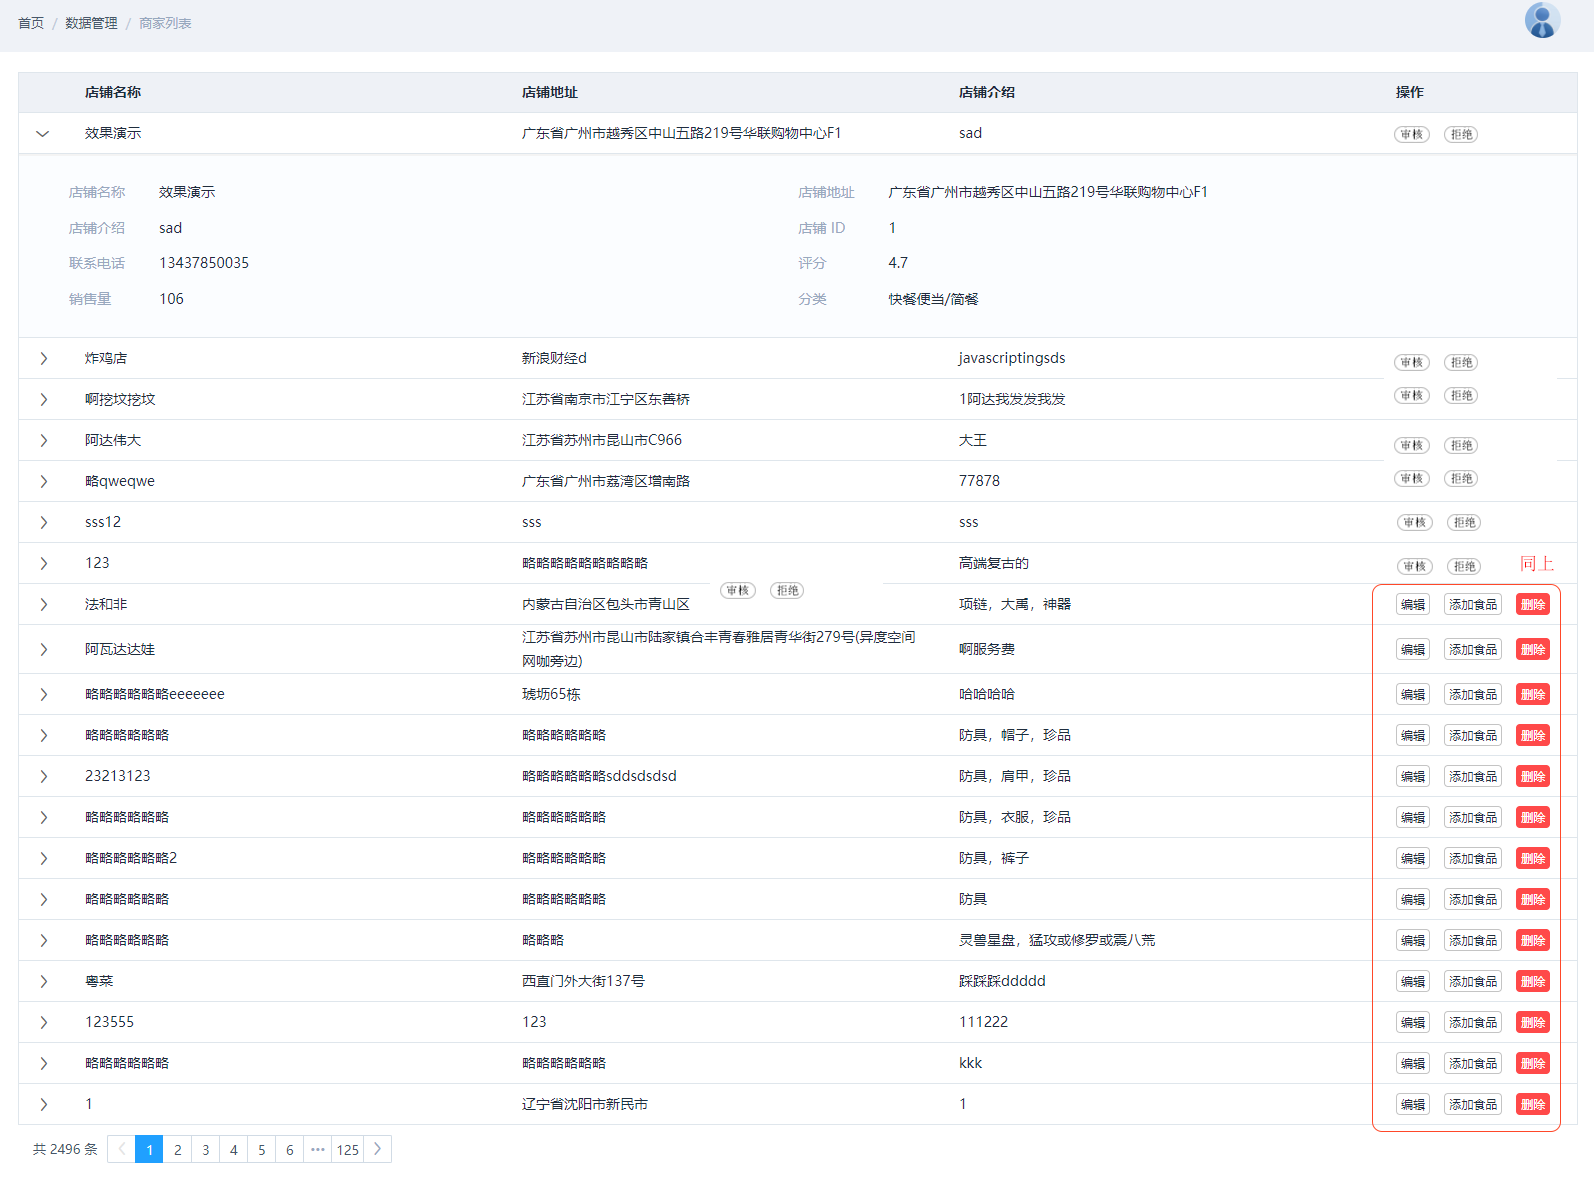 首页 / 数据管理 / 商家列表
店铺名称 店铺地址 店铺介绍 操作
效果演示 广东省广州市越秀区中山五路219号华联购物中心F1 sad 审核 拒绝
店铺名称 效果演示 店铺地址 广东省广州市越秀区中山五路219号华联购物中心F1
店铺介绍 sad 店铺 ID 1
联系电话 13437850035 评分 4.7
销售量 106 分类 快餐便当/简餐
炸鸡店 新浪财经d javascriptingsds 审核 拒绝
啊挖坟挖坟 江苏省南京市江宁区东善桥 1阿达我发发我发 审核 拒绝
阿达伟大 江苏省苏州市昆山市C966 大王 审核 拒绝
略qweqwe 广东省广州市荔湾区增南路 77878 审核 拒绝
sss12 sss sss 审核 拒绝
123 略略略略略略略略略 高端复古的 审核 拒绝 同上
审核 拒绝
法和非 内蒙古自治区包头市青山区 项链，大禹，神器 编辑 添加食品 删除
阿瓦达达娃 江苏省苏州市昆山市陆家镇合丰青春雅居青华街279号(异度空间 啊服务费 编辑 添加食品 删除
网咖旁边)
略略略略略略eeeeeee 琥坜65栋 哈哈哈哈 编辑 添加食品 删除
略略略略略略 略略略略略略 防具，帽子，珍品 编辑 添加食品 删除
23213123 略略略略略略sddsdsdsd 防具，肩甲，珍品 编辑 添加食品 删除
略略略略略略 略略略略略略 防具，衣服，珍品 编辑 添加食品 删除
略略略略略略2 略略略略略略 防具，裤子 编辑 添加食品 删除
略略略略略略 略略略略略略 防具 编辑 添加食品 删除
略略略略略略 略略略 灵兽星盘，猛攻或修罗或震八荒 编辑 添加食品 删除
粤菜 西直门外大街137号 踩踩踩ddddd 编辑 添加食品 删除
123555 123 111222 编辑 添加食品 删除
略略略略略略 略略略略略略 kkk 编辑 添加食品 删除
1 辽宁省沈阳市新民市 1 编辑 添加食品 删除
共 2496 条 1 2 3 4 5 6 ··· 125